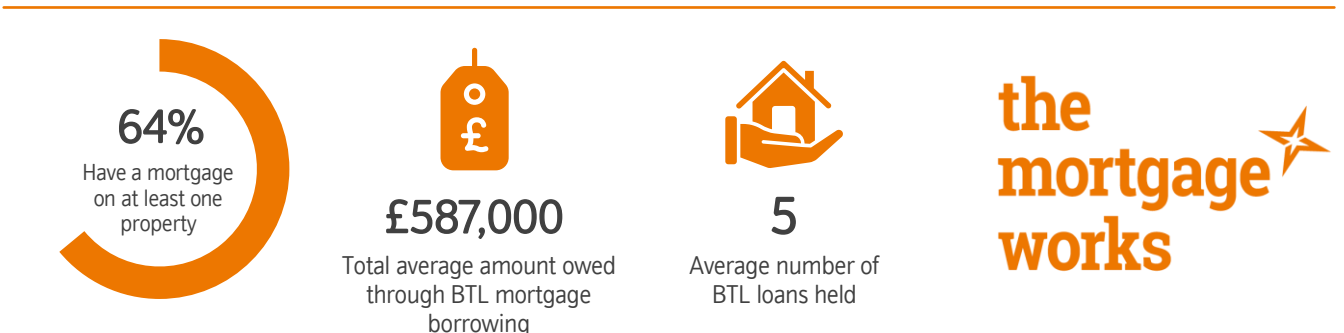 64%
Have a mortgage
on at least one
property
£
£587,000
Total average amount owed
through BTL mortgage
borrowing
5
Average number of
BTL loans held
the
mortgage
works